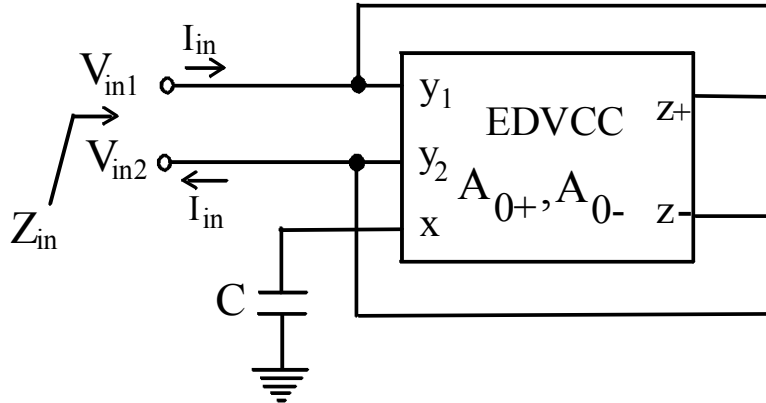 I_in
V_in1
y_1
EDVCC
z+
V_in2
y_2
A_0+, A_0-
I_in
z-
Z_in
x
C